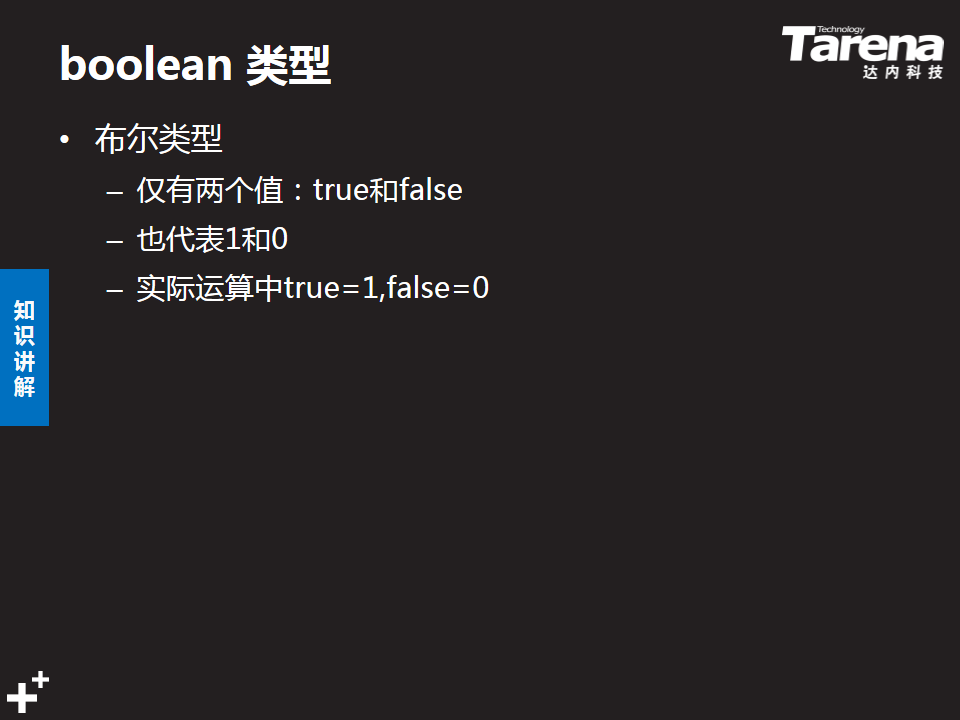 boolean 类型
Technology
Tarena
达内科技
• 布尔类型
– 仅有两个值：true和false
– 也代表1和0
– 实际运算中true=1,false=0
知识讲解